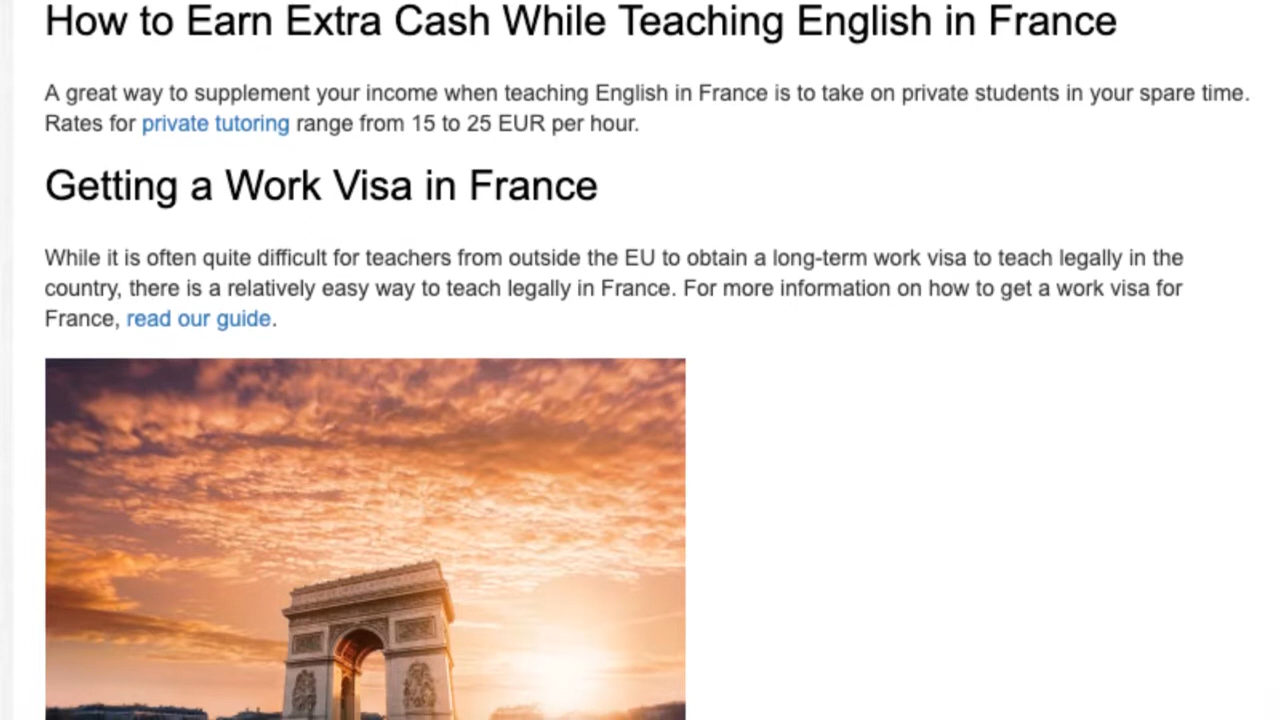 How to Earn Extra Cash While Teaching English in France
A great way to supplement your income when teaching English in France is to take on private students in your spare time.
Rates for private tutoring range from 15 to 25 EUR per hour.
Getting a Work Visa in France
While it is often quite difficult for teachers from outside the EU to obtain a long-term work visa to teach legally in the
country, there is a relatively easy way to teach legally in France. For more information on how to get a work visa for
France, read our guide.